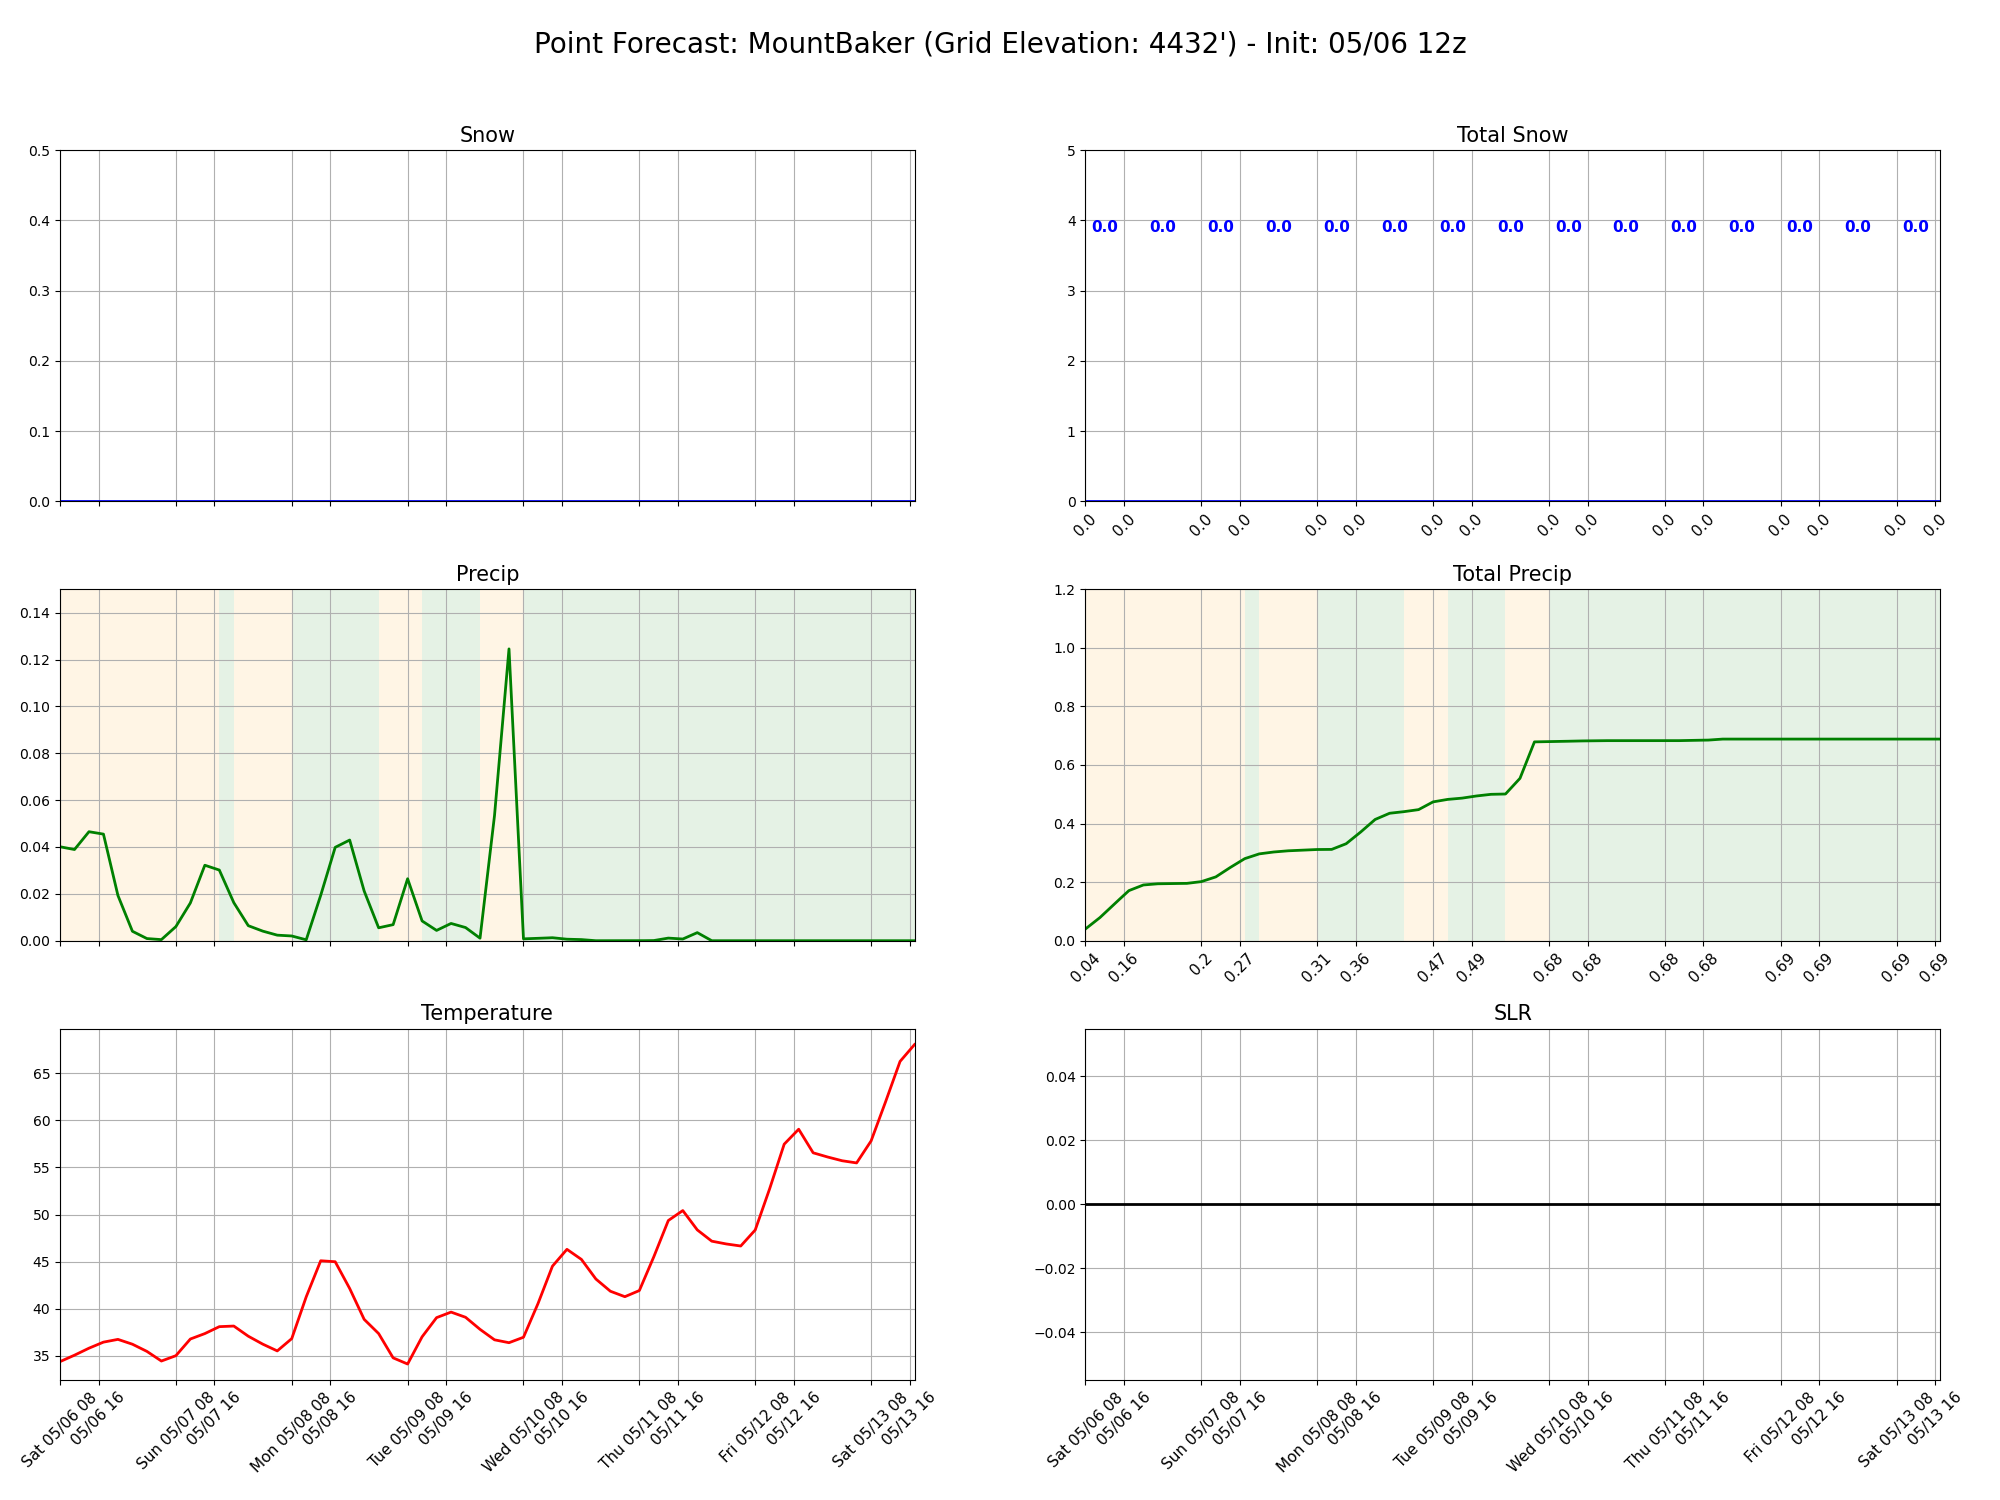 Point Forecast: MountBaker (Grid Elevation: 4432') - Init: 05/06 12z
Snow
0.5
0.4
0.3
0.2
0.1
0.0
Total Snow
5
4
3
2
1
0
0.0 0.0 0.0 0.0 0.0 0.0 0.0 0.0 0.0 0.0 0.0 0.0 0.0 0.0 0.0
0.0 0.0 0.0 0.0 0.0 0.0 0.0 0.0 0.0 0.0 0.0 0.0 0.0 0.0 0.0 0.0
Precip
0.14
0.12
0.10
0.08
0.06
0.04
0.02
0.00
Total Precip
1.2
1.0
0.8
0.6
0.4
0.2
0.0
0.04 0.16 0.2 0.27 0.31 0.36 0.47 0.49 0.68 0.68 0.68 0.68 0.69 0.69 0.69 0.69
Temperature
65
60
55
50
45
40
35
Sat 05/06 08
05/06 16
Sun 05/07 08
05/07 16
Mon 05/08 08
05/08 16
Tue 05/09 08
05/09 16
Wed 05/10 08
05/10 16
Thu 05/11 08
05/11 16
Fri 05/12 08
05/12 16
Sat 05/13 08
05/13 16
SLR
0.04
0.02
0.00
−0.02
−0.04
Sat 05/06 08
05/06 16
Sun 05/07 08
05/07 16
Mon 05/08 08
05/08 16
Tue 05/09 08
05/09 16
Wed 05/10 08
05/10 16
Thu 05/11 08
05/11 16
Fri 05/12 08
05/12 16
Sat 05/13 08
05/13 16